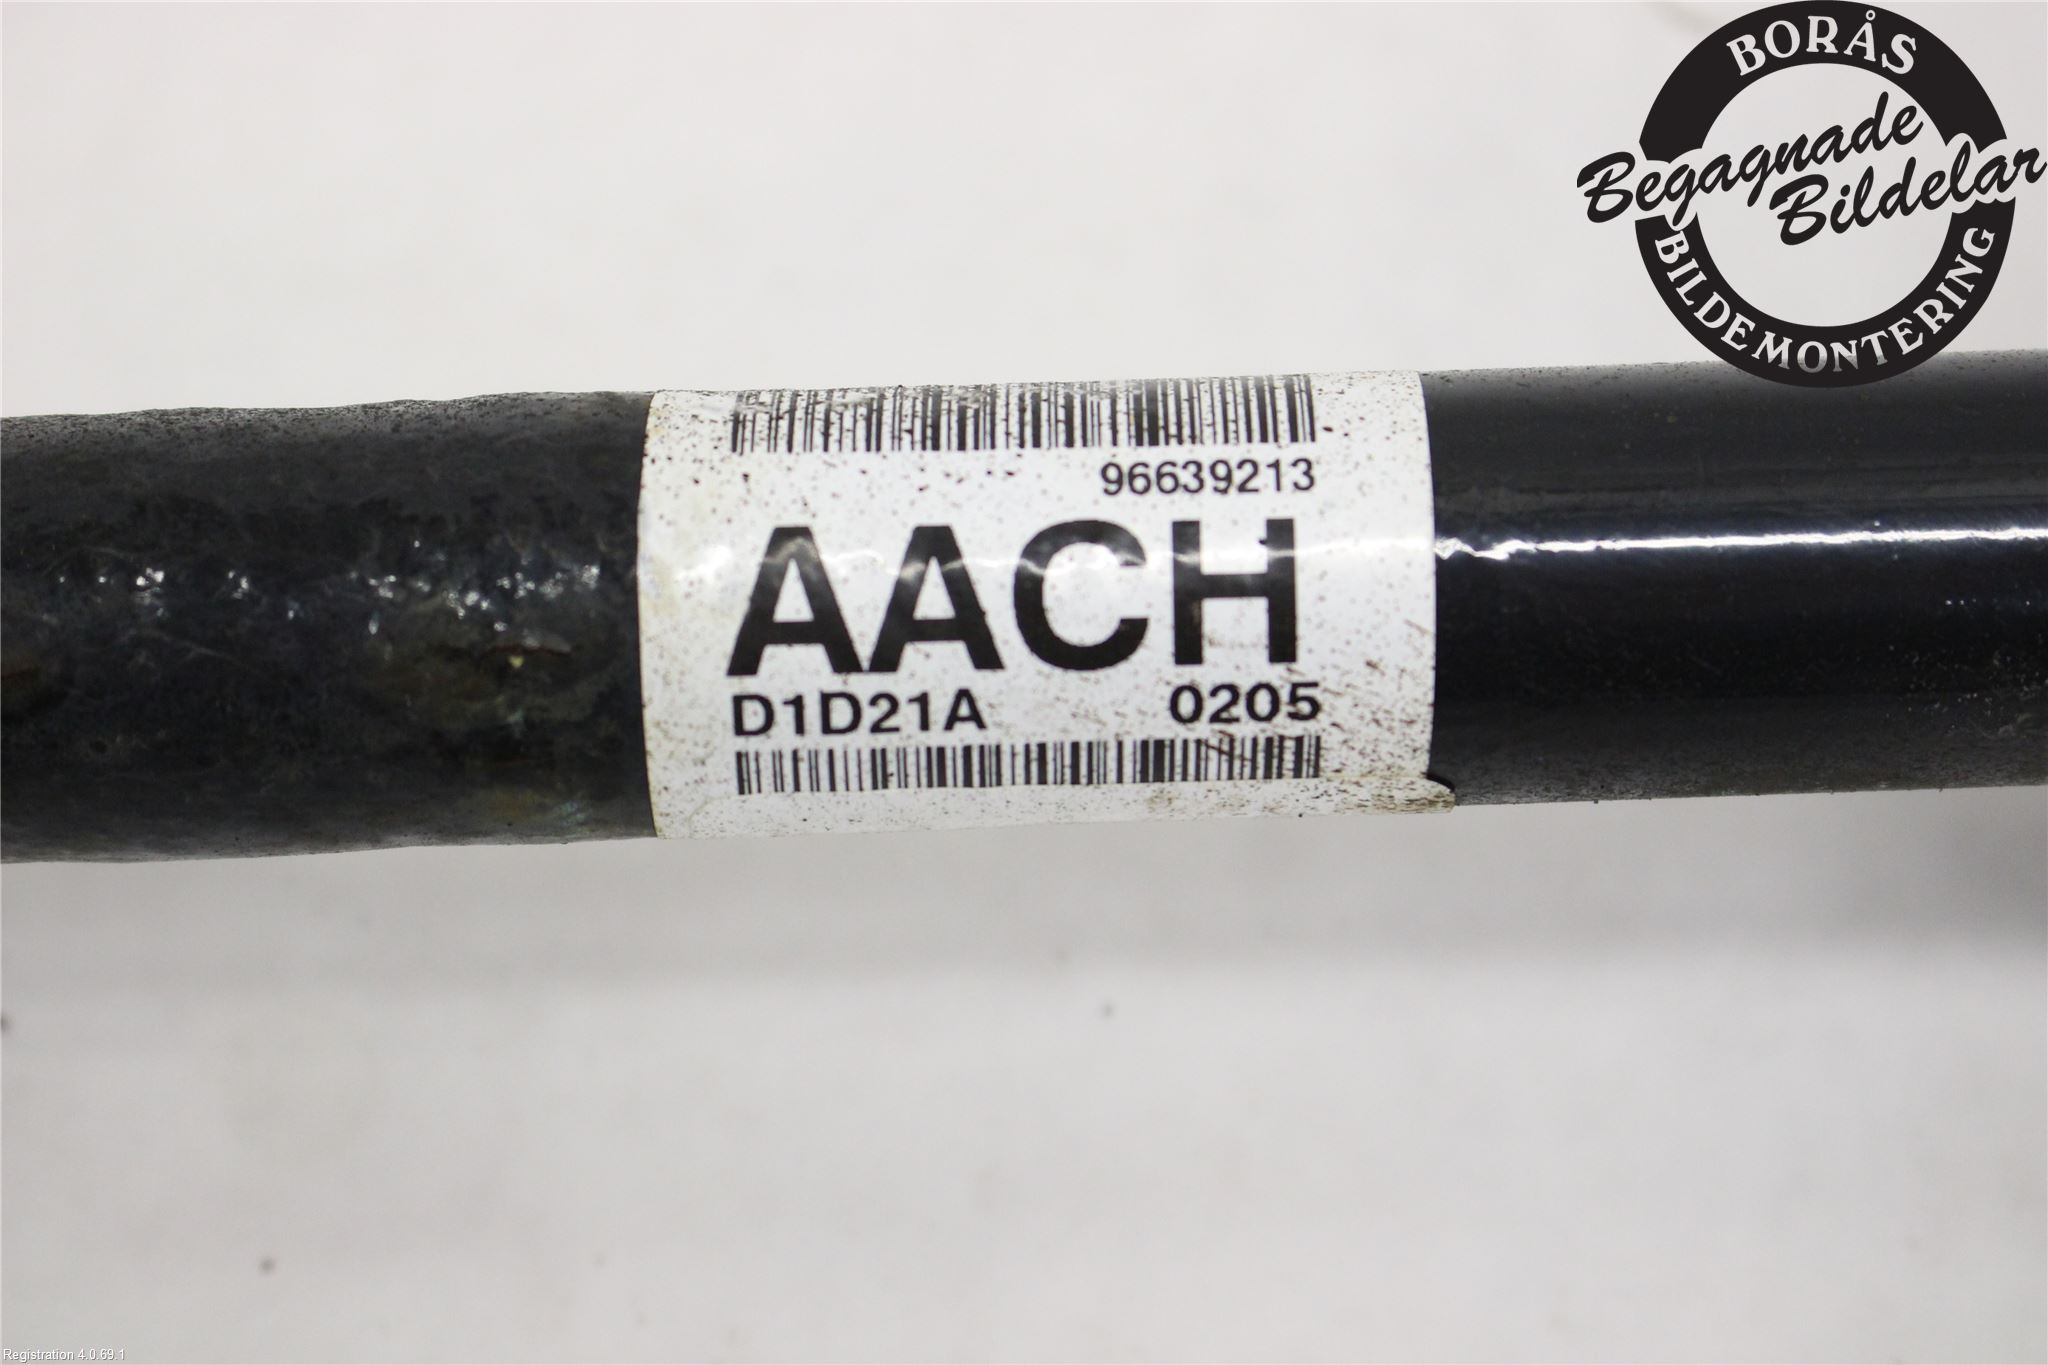 BORÅS
Begagnade
Bildelar
BILDEMONTERING
96639213
AACH
D1D21A 0205
Registration 4.0.69.1